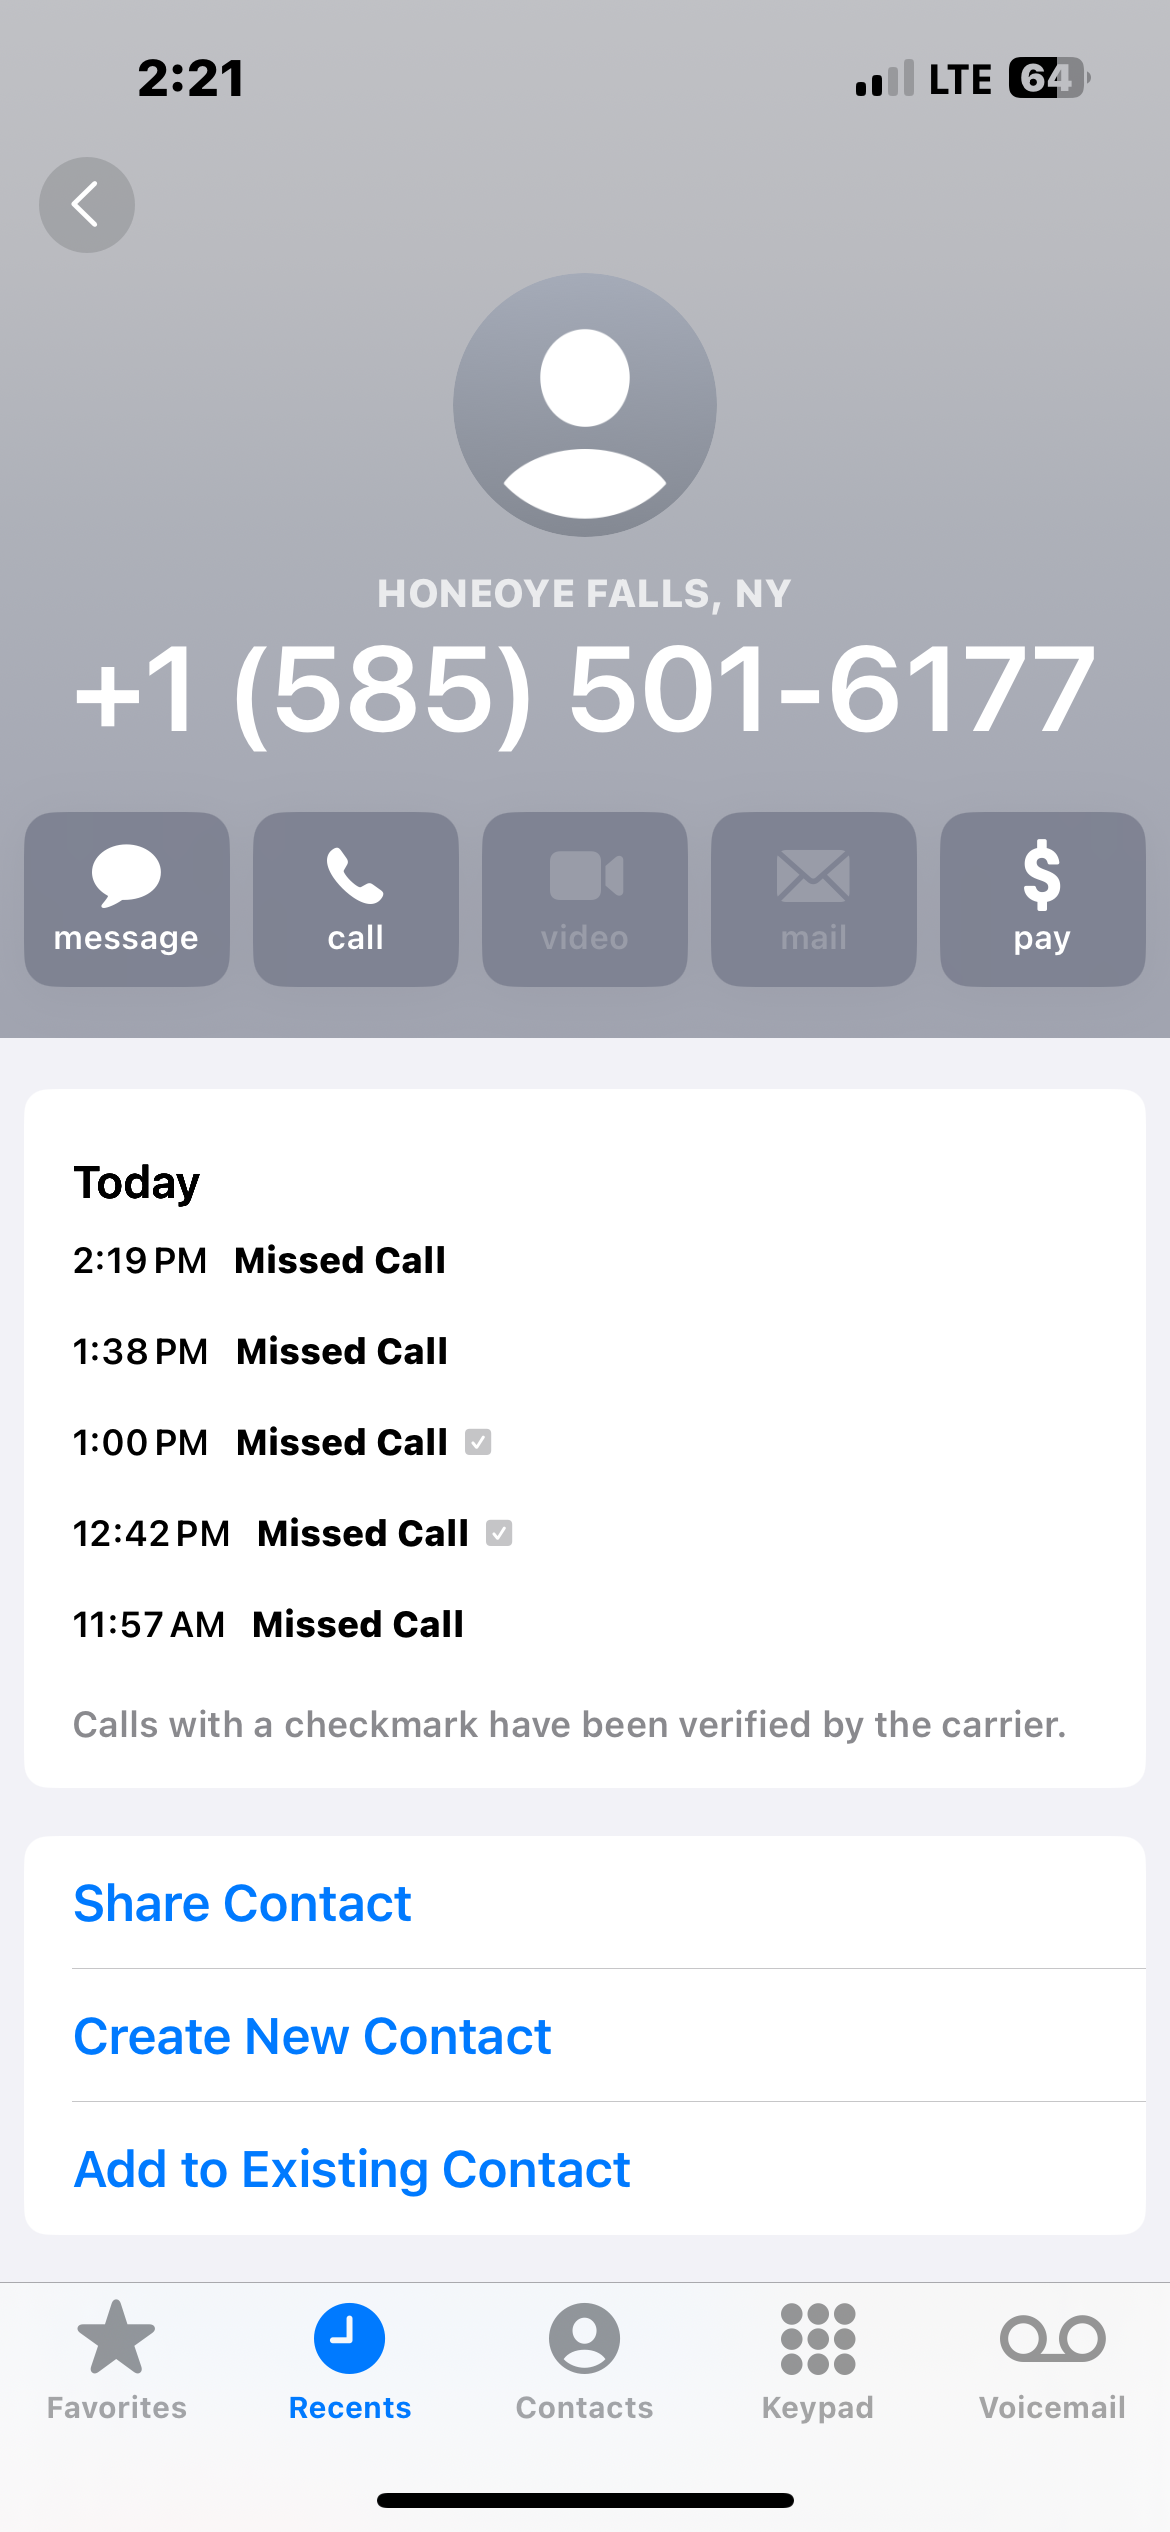 2:21
LTE 64
HONEOYE FALLS, NY
+1 (585) 501-6177
message call video mail pay
Today
2:19 PM Missed Call
1:38 PM Missed Call
1:00 PM Missed Call
12:42 PM Missed Call
11:57 AM Missed Call
Calls with a checkmark have been verified by the carrier.
Share Contact
Create New Contact
Add to Existing Contact
Favorites Recents Contacts Keypad Voicemail